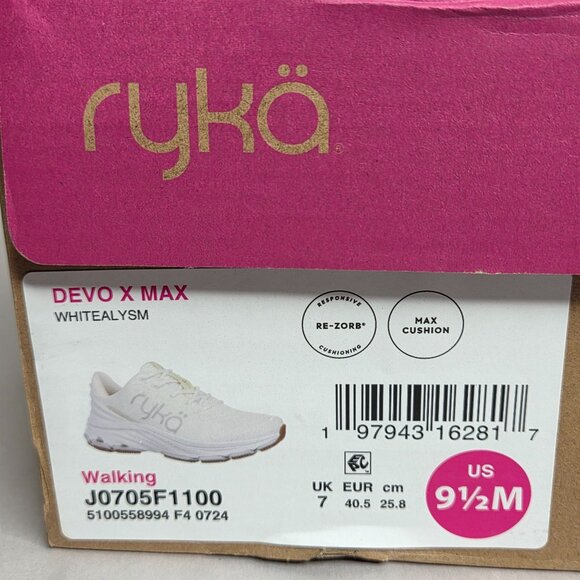 rykä®
DEVO X MAX
WHITEALYSM
RESPONSIVE
RE-ZORB®
CUSHIONING
MAX
CUSHION
rykä
Walking
J0705F1100
5100558994 F4 0724
1 97943 16281 7
UK EUR cm
7 40.5 25.8
US
9½M